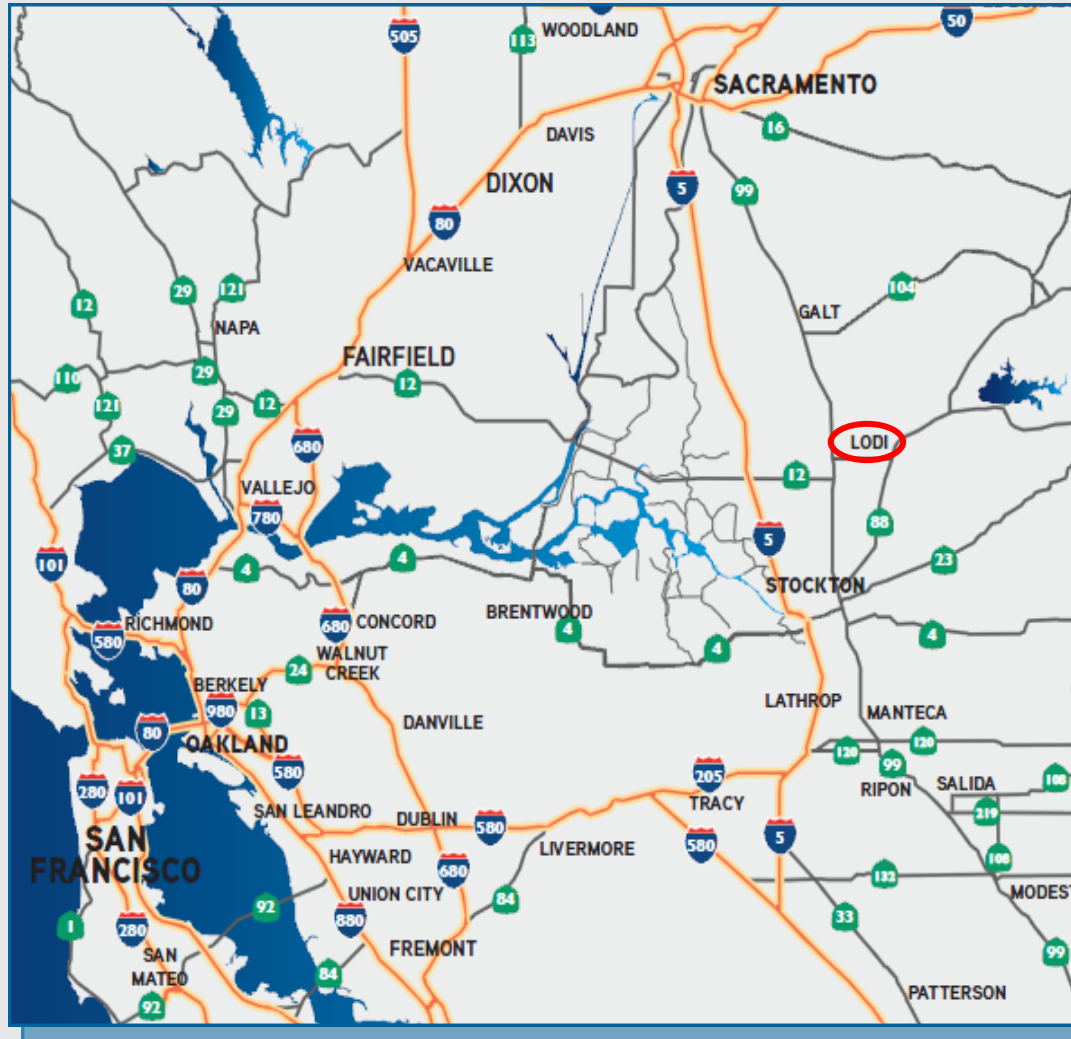 50
505
113
WOODLAND
SACRAMENTO
16
DAVIS
DIXON
5
99
80
VACAVILLE
29
121
12
104
GALT
NAPA
FAIRFIELD
110
29
12
121
29
12
LODI
680
37
12
VALLEJO
780
88
5
101
4
4
23
80
STOCKTON
BRENTWOOD
RICHMOND
680
CONCORD
4
4
580
4
WALNUT
CREEK
24
BERKELY
980
13
LATHROP
MANTECA
DANVILLE
80
OAKLAND
120
120
580
205
99
280
101
TRACY
RIPON
SALIDA
108
SAN LEANDRO
DUBLIN
580
219
SAN
FRANCISCO
LIVERMORE
580
5
HAYWARD
108
680
132
UNION CITY
MODEST
84
92
33
1
280
880
FREMONT
99
SAN
MATEO
84
PATTERSON
92